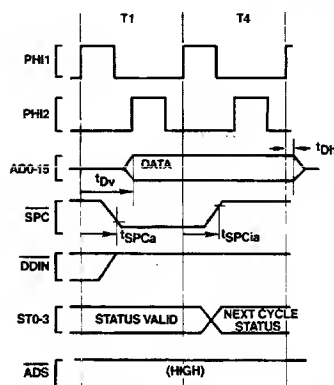 T1 T4
PHI1
PHI2
tDh
AD0-15 DATA
tDv
SPC
tSPCa tSPCia
DDIN
ST0-3 STATUS VALID NEXT CYCLE
STATUS
ADS (HIGH)